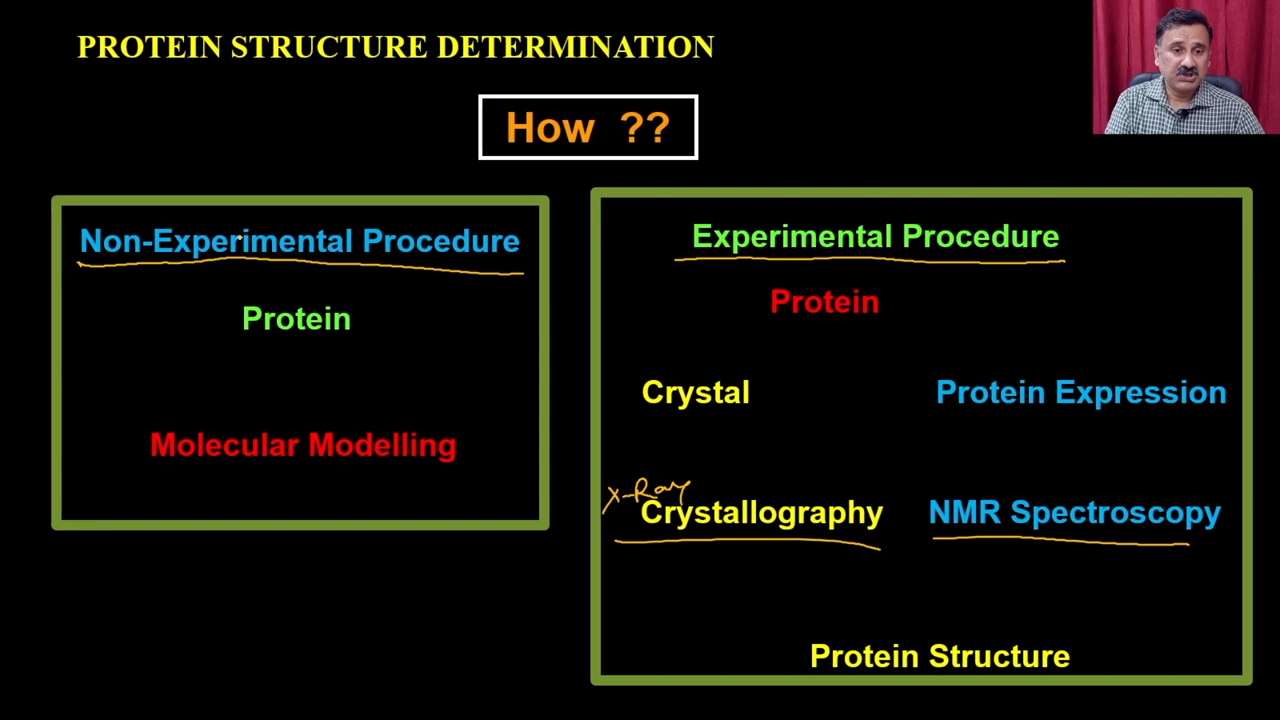 PROTEIN STRUCTURE DETERMINATION
How ??
Non-Experimental Procedure
Protein
Molecular Modelling
Experimental Procedure
Protein
Crystal Protein Expression
X-Ray
Crystallography NMR Spectroscopy
Protein Structure